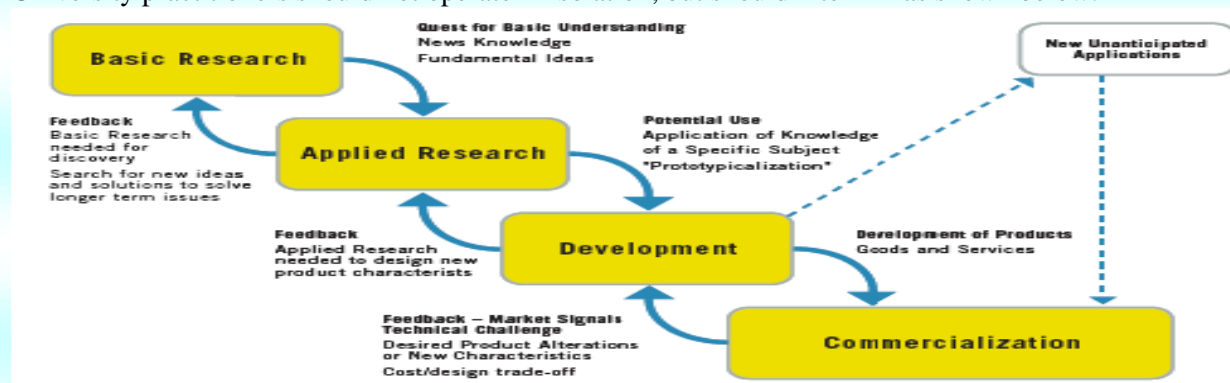 Basic Research
Quest for Basic Understanding
News Knowledge
Fundamental Ideas
New Unanticipated
Applications
Feedback
Basic Research
needed for
discovery
Search for new ideas
and solutions to solve
longer term issues
Applied Research
Potential Use
Application of Knowledge
of a Specific Subject
"Prototypicalization"
Feedback
Applied Research
needed to design new
product characterists
Development
Development of Products
Goods and Services
Feedback – Market Signals
Technical Challenge
Desired Product Alterations
or New Characteristics
Cost/design trade-off
Commercialization